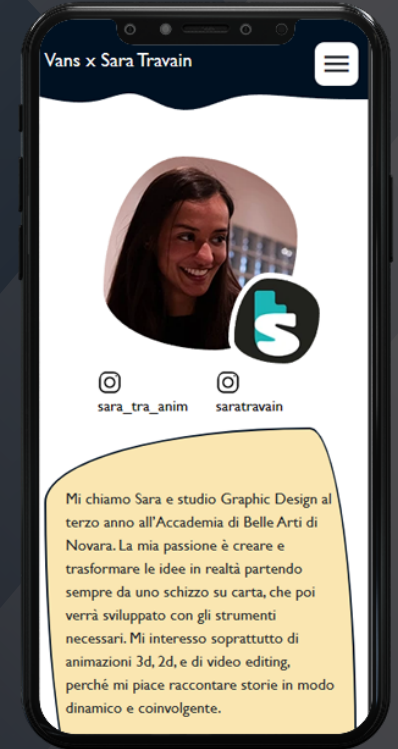 Vans x Sara Travain
ts
sara_tra_anim
saratravain
Mi chiamo Sara e studio Graphic Design al
terzo anno all'Accademia di Belle Arti di
Novara. La mia passione è creare e
trasformare le idee in realtà partendo
sempre da uno schizzo su carta, che poi
verrà sviluppato con gli strumenti
necessari. Mi interesso soprattutto di
animazioni 3d, 2d, e di video editing,
perché mi piace raccontare storie in modo
dinamico e coinvolgente.